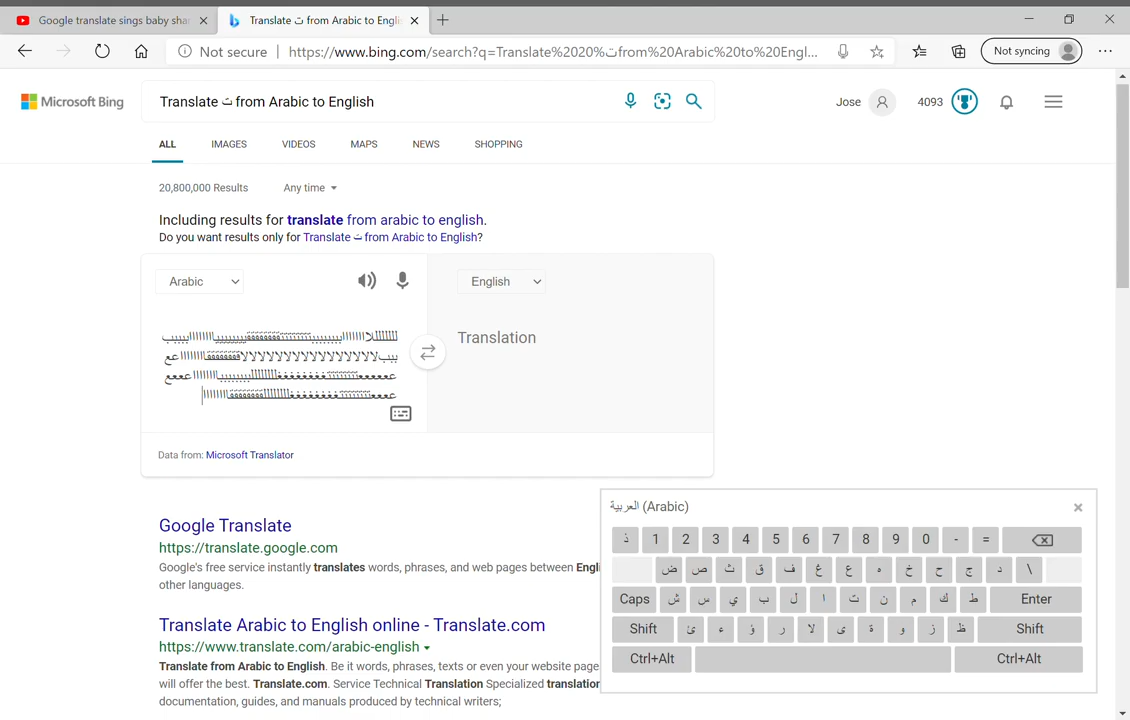 Google translate sings baby shar
Translate ت from Arabic to Engli
Not secure
https://www.bing.com/search?q=Translate%2020%تfrom%20Arabic%20to%20Engl...
Not syncing
Microsoft Bing
Translate ت from Arabic to English
Jose
4093
ALL
IMAGES
VIDEOS
MAPS
NEWS
SHOPPING
20,800,000 Results
Any time
Including results for translate from arabic to english.
Do you want results only for Translate ت from Arabic to English?
Arabic
English
Translation
Data from: Microsoft Translator
Google Translate
https://translate.google.com
Google's free service instantly translates words, phrases, and web pages between Engli
other languages.
Translate Arabic to English online - Translate.com
https://www.translate.com/arabic-english
Translate from Arabic to English. Be it words, phrases, texts or even your website page
will offer the best. Translate.com. Service Technical Translation Specialized translation
documentation, guides, and manuals produced by technical writers;
العربية (Arabic)
ذ 1 2 3 4 5 6 7 8 9 0 - =
ض ص ث ق ف غ ع ه خ ح ج د \
Caps ش س ي ب ل ا ت ن م ك ط Enter
Shift ئ ء ؤ ر لا ى ة و ز ظ Shift
Ctrl+Alt Ctrl+Alt